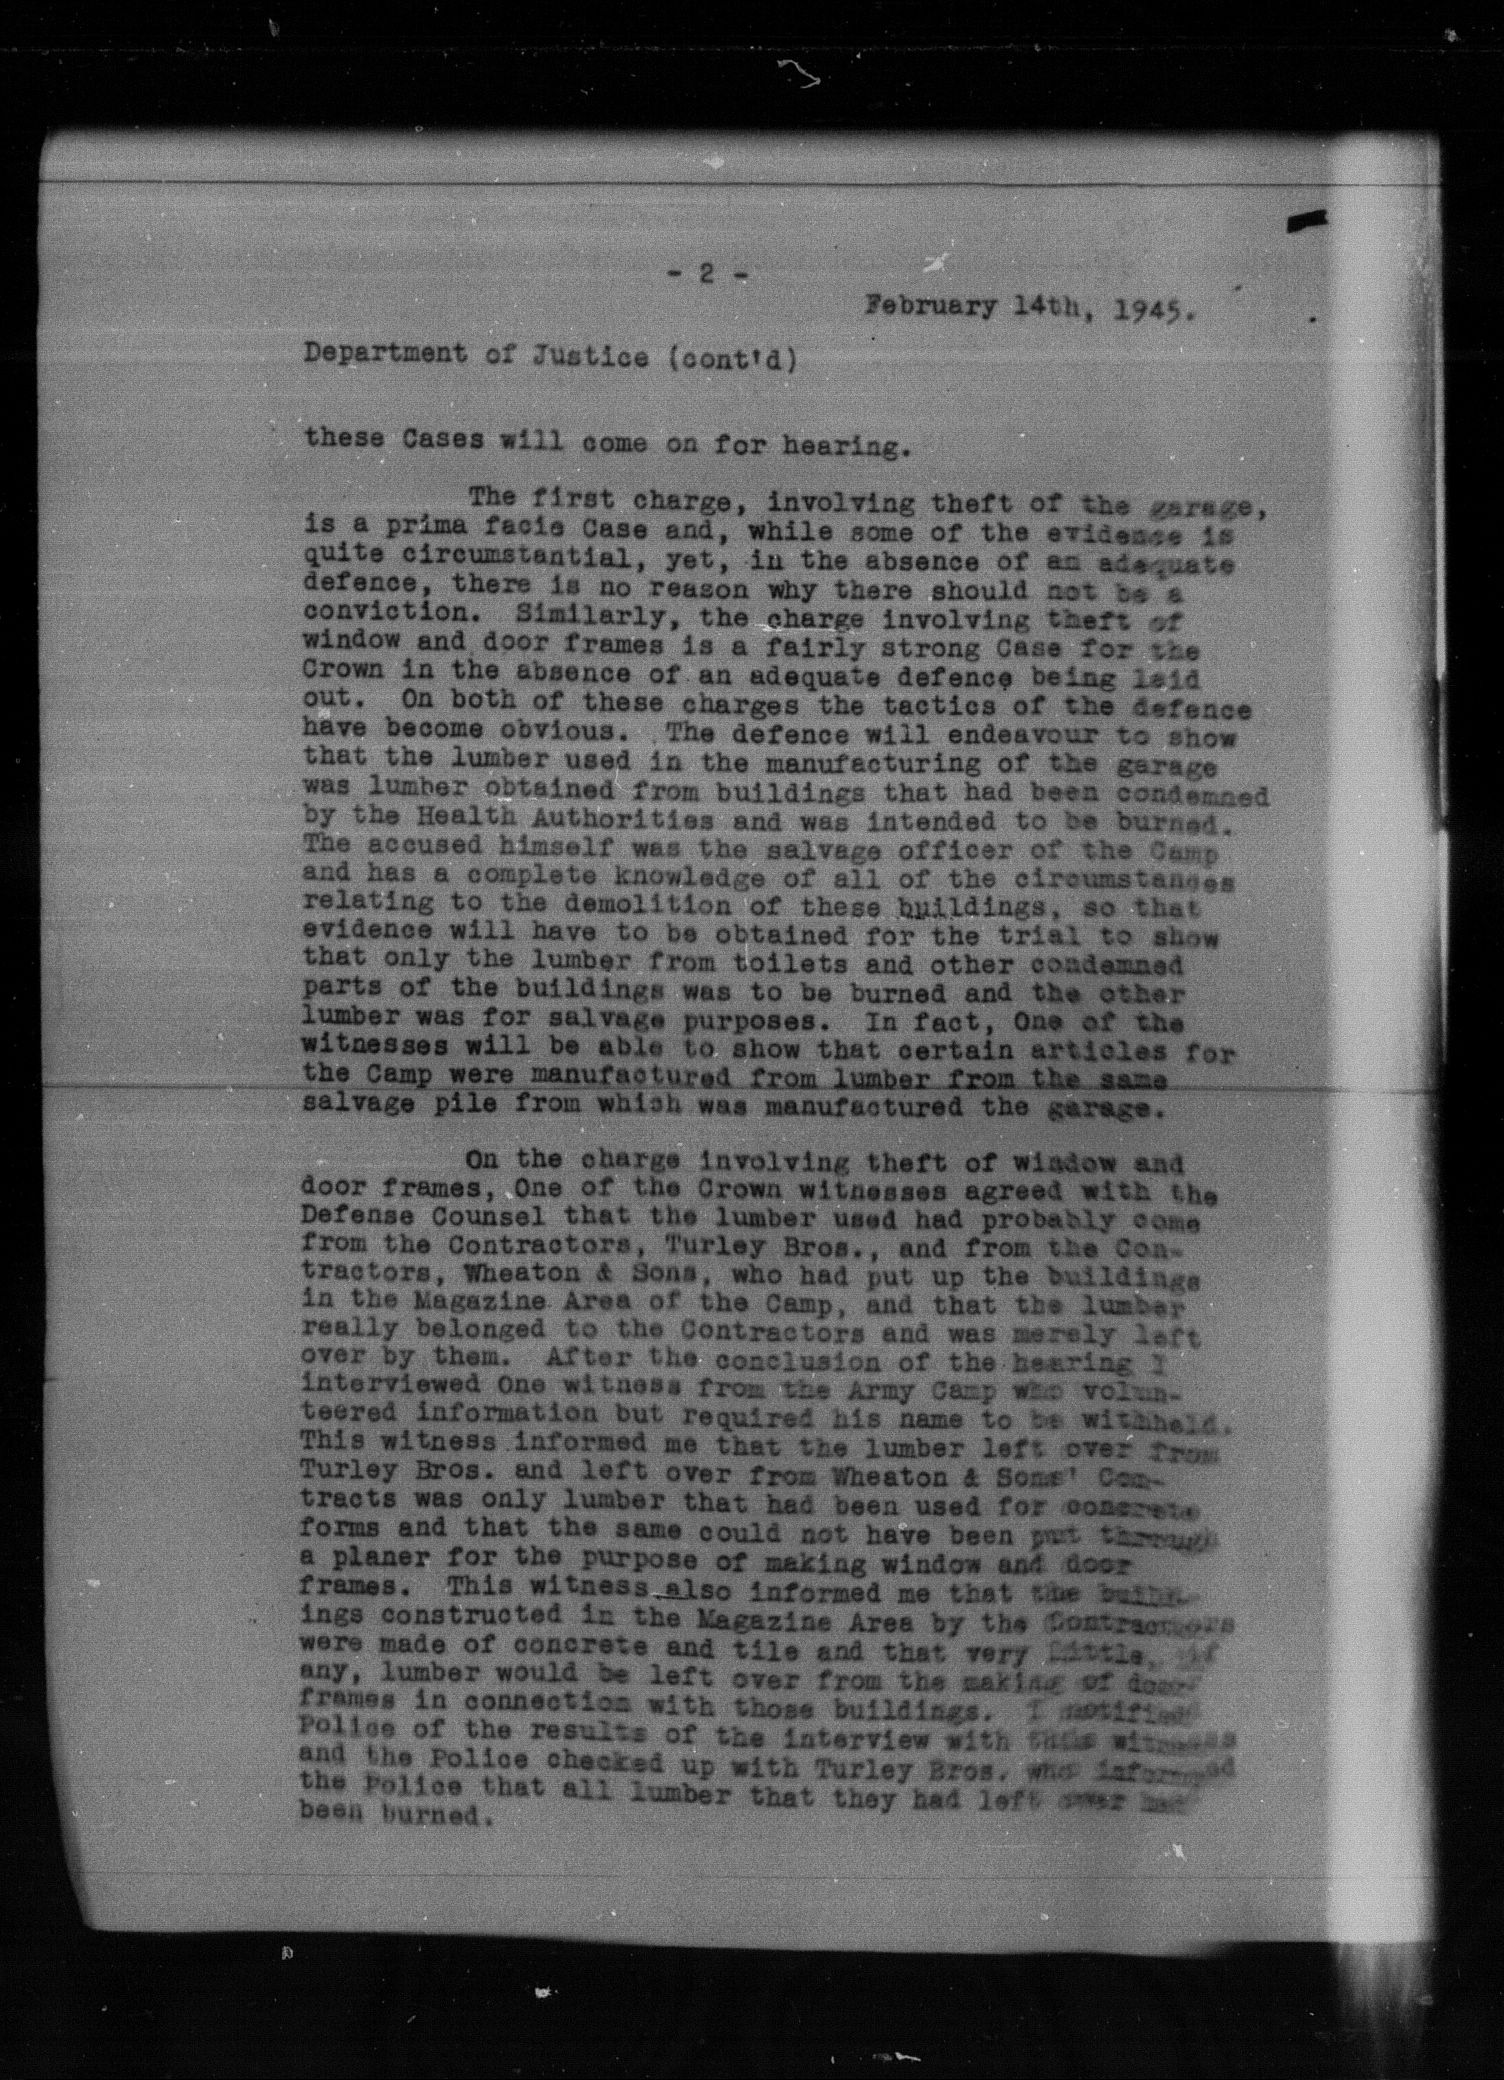 - 2 -
February 14th, 1945.
Department of Justice (cont'd)
these Cases will come on for hearing.
The first charge, involving theft of the garage,
is a prima facie Case and, while some of the evidence is
quite circumstantial, yet, in the absence of an adequate
defence, there is no reason why there should not be a
conviction. Similarly, the charge involving theft of
window and door frames is a fairly strong Case for the
Crown in the absence of an adequate defence being laid
out. On both of these charges the tactics of the defence
have become obvious. The defence will endeavour to show
that the lumber used in the manufacturing of the garage
was lumber obtained from buildings that had been condemned
by the Health Authorities and was intended to be burned.
The accused himself was the salvage officer of the Camp
and has a complete knowledge of all of the circumstances
relating to the demolition of these buildings, so that
evidence will have to be obtained for the trial to show
that only the lumber from toilets and other condemned
parts of the buildings was to be burned and the other
lumber was for salvage purposes. In fact, One of the
witnesses will be able to show that certain articles for
the Camp were manufactured from lumber from the same
salvage pile from which was manufactured the garage.
On the charge involving theft of window and
door frames, One of the Crown witnesses agreed with the
Defense Counsel that the lumber used had probably come
from the Contractors, Turley Bros., and from the Con-
tractors, Wheaton & Sons, who had put up the buildings
in the Magazine Area of the Camp, and that the lumber
really belonged to the Contractors and was merely left
over by them. After the conclusion of the hearing I
interviewed One witness from the Army Camp who volun-
teered information but required his name to be withheld.
This witness informed me that the lumber left over from
Turley Bros. and left over from Wheaton & Sons' Con-
tracts was only lumber that had been used for concrete
forms and that the same could not have been put through
a planer for the purpose of making window and door
frames. This witness also informed me that the build-
ings constructed in the Magazine Area by the Contractors
were made of concrete and tile and that very little, if
any, lumber would be left over from the making of door
frames in connection with those buildings. I notified
Police of the results of the interview with this witness
and the Police checked up with Turley Bros. who informed
the Police that all lumber that they had left over had
been burned.